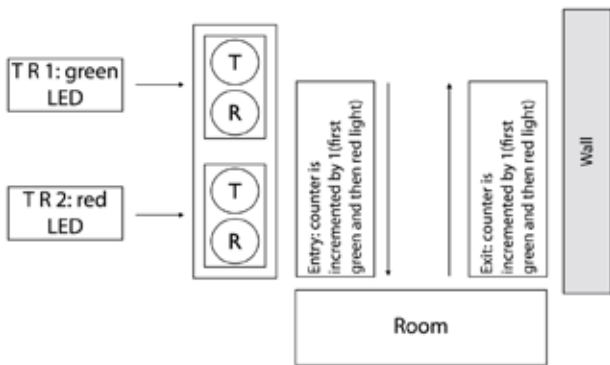 T R 1: green
LED
T
R
T R 2: red
LED
T
R
Entry: counter is
incremented by 1(first
green and then red light)
Exit: counter is
incremented by 1(first
green and then red light)
Wall
Room